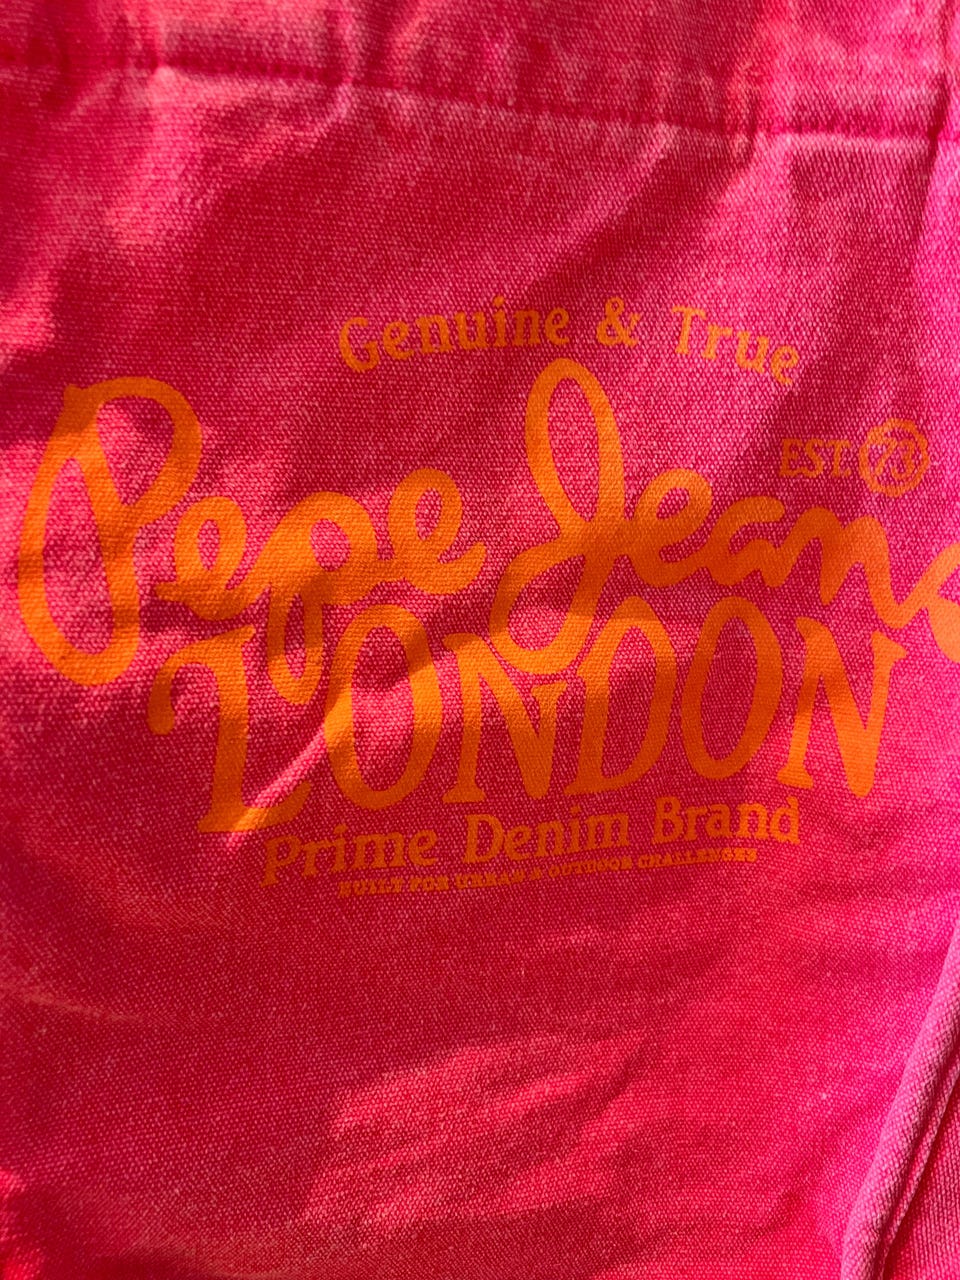 Genuine & True
EST. 73
Pepe Jeans
LONDON
Prime Denim Brand
BUILT FOR URBAN & OUTDOOR CHALLENGES